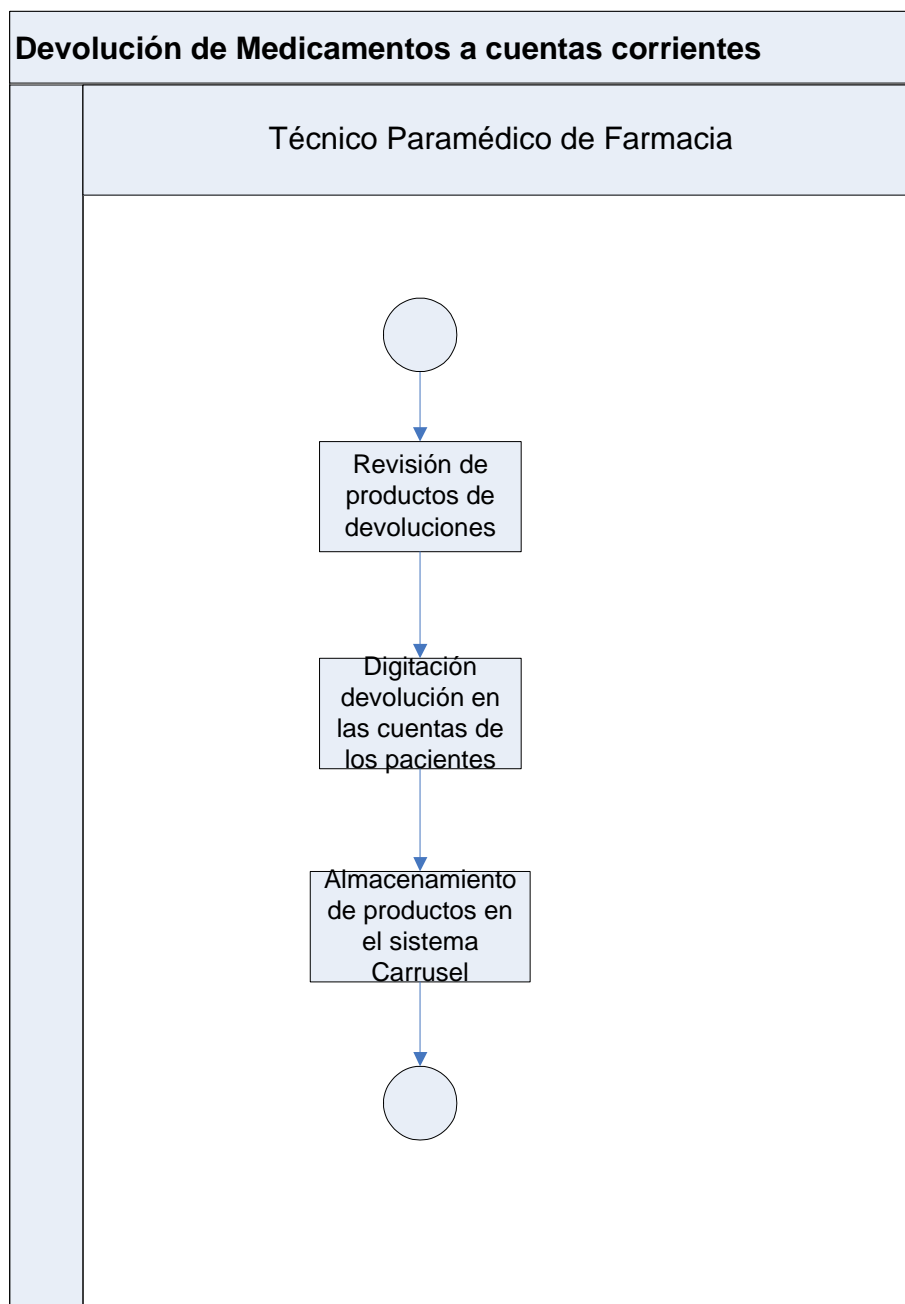 Devolución de Medicamentos a cuentas corrientes
Técnico Paramédico de Farmacia
Revisión de
productos de
devoluciones
Digitación
devolución en
las cuentas de
los pacientes
Almacenamiento
de productos en
el sistema
Carrusel